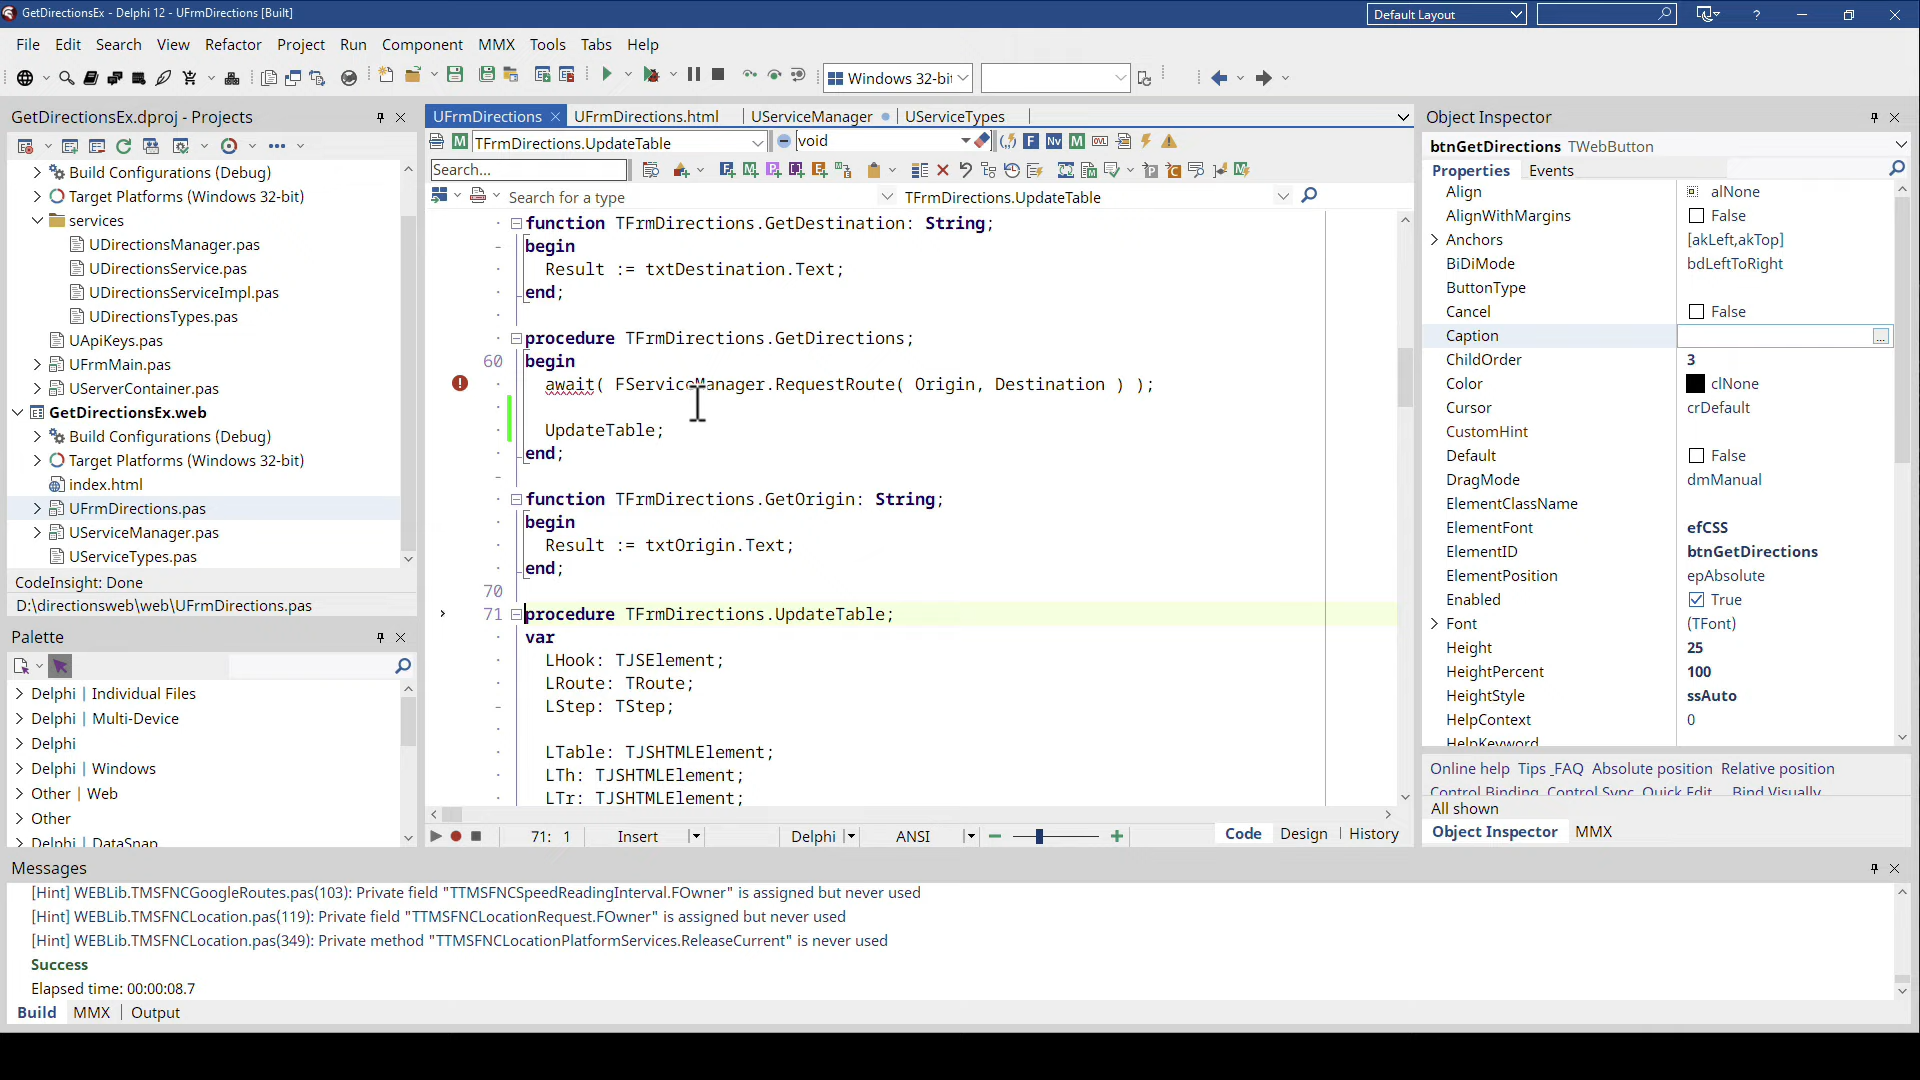 GetDirectionsEx - Delphi 12 - UFrmDirections [Built]
Default Layout
File Edit Search View Refactor Project Run Component MMX Tools Tabs Help
Windows 32-bit
GetDirectionsEx.dproj - Projects
Build Configurations (Debug)
Target Platforms (Windows 32-bit)
services
UDirectionsManager.pas
UDirectionsService.pas
UDirectionsServiceImpl.pas
UDirectionsTypes.pas
UApiKeys.pas
UFrmMain.pas
UServerContainer.pas
GetDirectionsEx.web
Build Configurations (Debug)
Target Platforms (Windows 32-bit)
index.html
UFrmDirections.pas
UServiceManager.pas
UServiceTypes.pas
CodeInsight: Done
D:\directionsweb\web\UFrmDirections.pas
Palette
Delphi | Individual Files
Delphi | Multi-Device
Delphi
Delphi | Windows
Other | Web
Other
Delphi | DataSnap
UFrmDirections UFrmDirections.html UServiceManager UServiceTypes
TFrmDirections.UpdateTable void
Search...
Search for a type TFrmDirections.UpdateTable
function TFrmDirections.GetDestination: String;
begin
Result := txtDestination.Text;
end;
procedure TFrmDirections.GetDirections;
60 begin
await( FServiceManager.RequestRoute( Origin, Destination ) );
UpdateTable;
end;
function TFrmDirections.GetOrigin: String;
begin
Result := txtOrigin.Text;
end;
70
71 procedure TFrmDirections.UpdateTable;
var
LHook: TJSElement;
LRoute: TRoute;
LStep: TStep;
LTable: TJSHTMLElement;
LTh: TJSHTMLElement;
LTr: TJSHTMLElement;
71: 1 Insert Delphi ANSI Code Design History
Object Inspector
btnGetDirections TWebButton
Properties Events
Align alNone
AlignWithMargins False
Anchors [akLeft,akTop]
BiDiMode bdLeftToRight
ButtonType
Cancel False
Caption
ChildOrder 3
Color clNone
Cursor crDefault
CustomHint
Default False
DragMode dmManual
ElementClassName
ElementFont efCSS
ElementID btnGetDirections
ElementPosition epAbsolute
Enabled True
Font (TFont)
Height 25
HeightPercent 100
HeightStyle ssAuto
HelpContext 0
HelpKeyword
Online help Tips _FAQ Absolute position Relative position
Control Binding Control Sync Quick Edit Bind Visually
All shown
Object Inspector MMX
Messages
[Hint] WEBLib.TMSFNCGoogleRoutes.pas(103): Private field "TTMSFNCSpeedReadingInterval.FOwner" is assigned but never used
[Hint] WEBLib.TMSFNCLocation.pas(119): Private field "TTMSFNCLocationRequest.FOwner" is assigned but never used
[Hint] WEBLib.TMSFNCLocation.pas(349): Private method "TTMSFNCLocationPlatformServices.ReleaseCurrent" is never used
Success
Elapsed time: 00:00:08.7
Build MMX Output